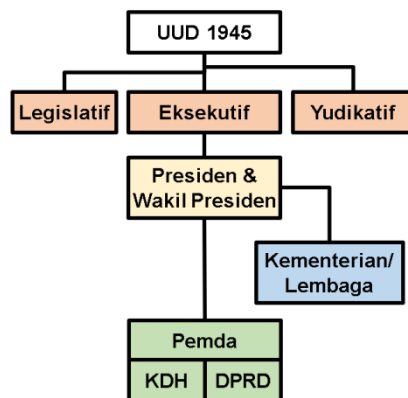 UUD 1945
Legislatif
Eksekutif
Yudikatif
Presiden &
Wakil Presiden
Kementerian/
Lembaga
Pemda
KDH
DPRD